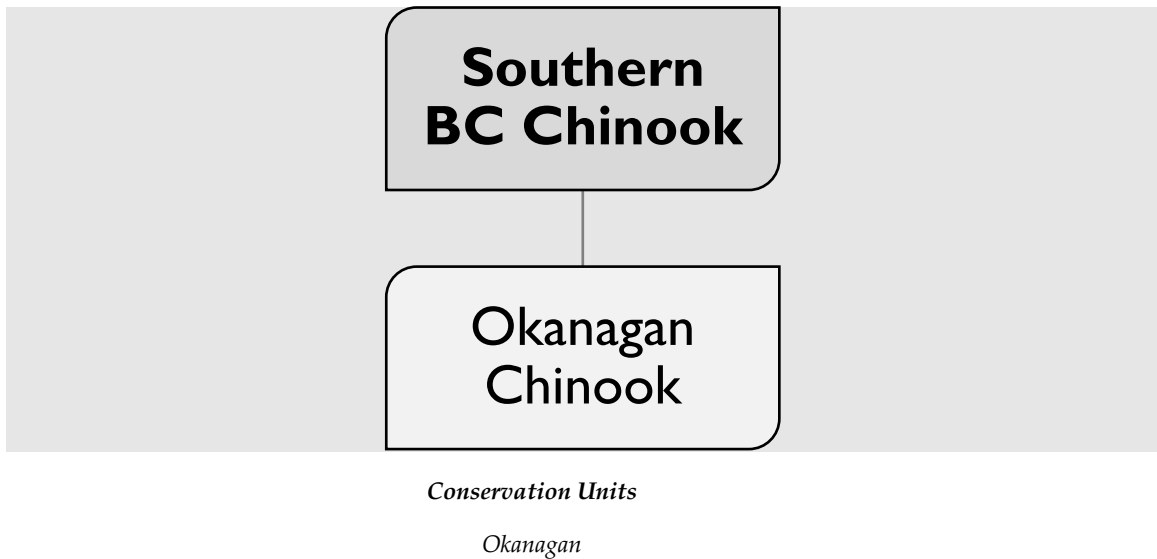 Southern
BC Chinook
Okanagan
Chinook
Conservation Units
Okanagan